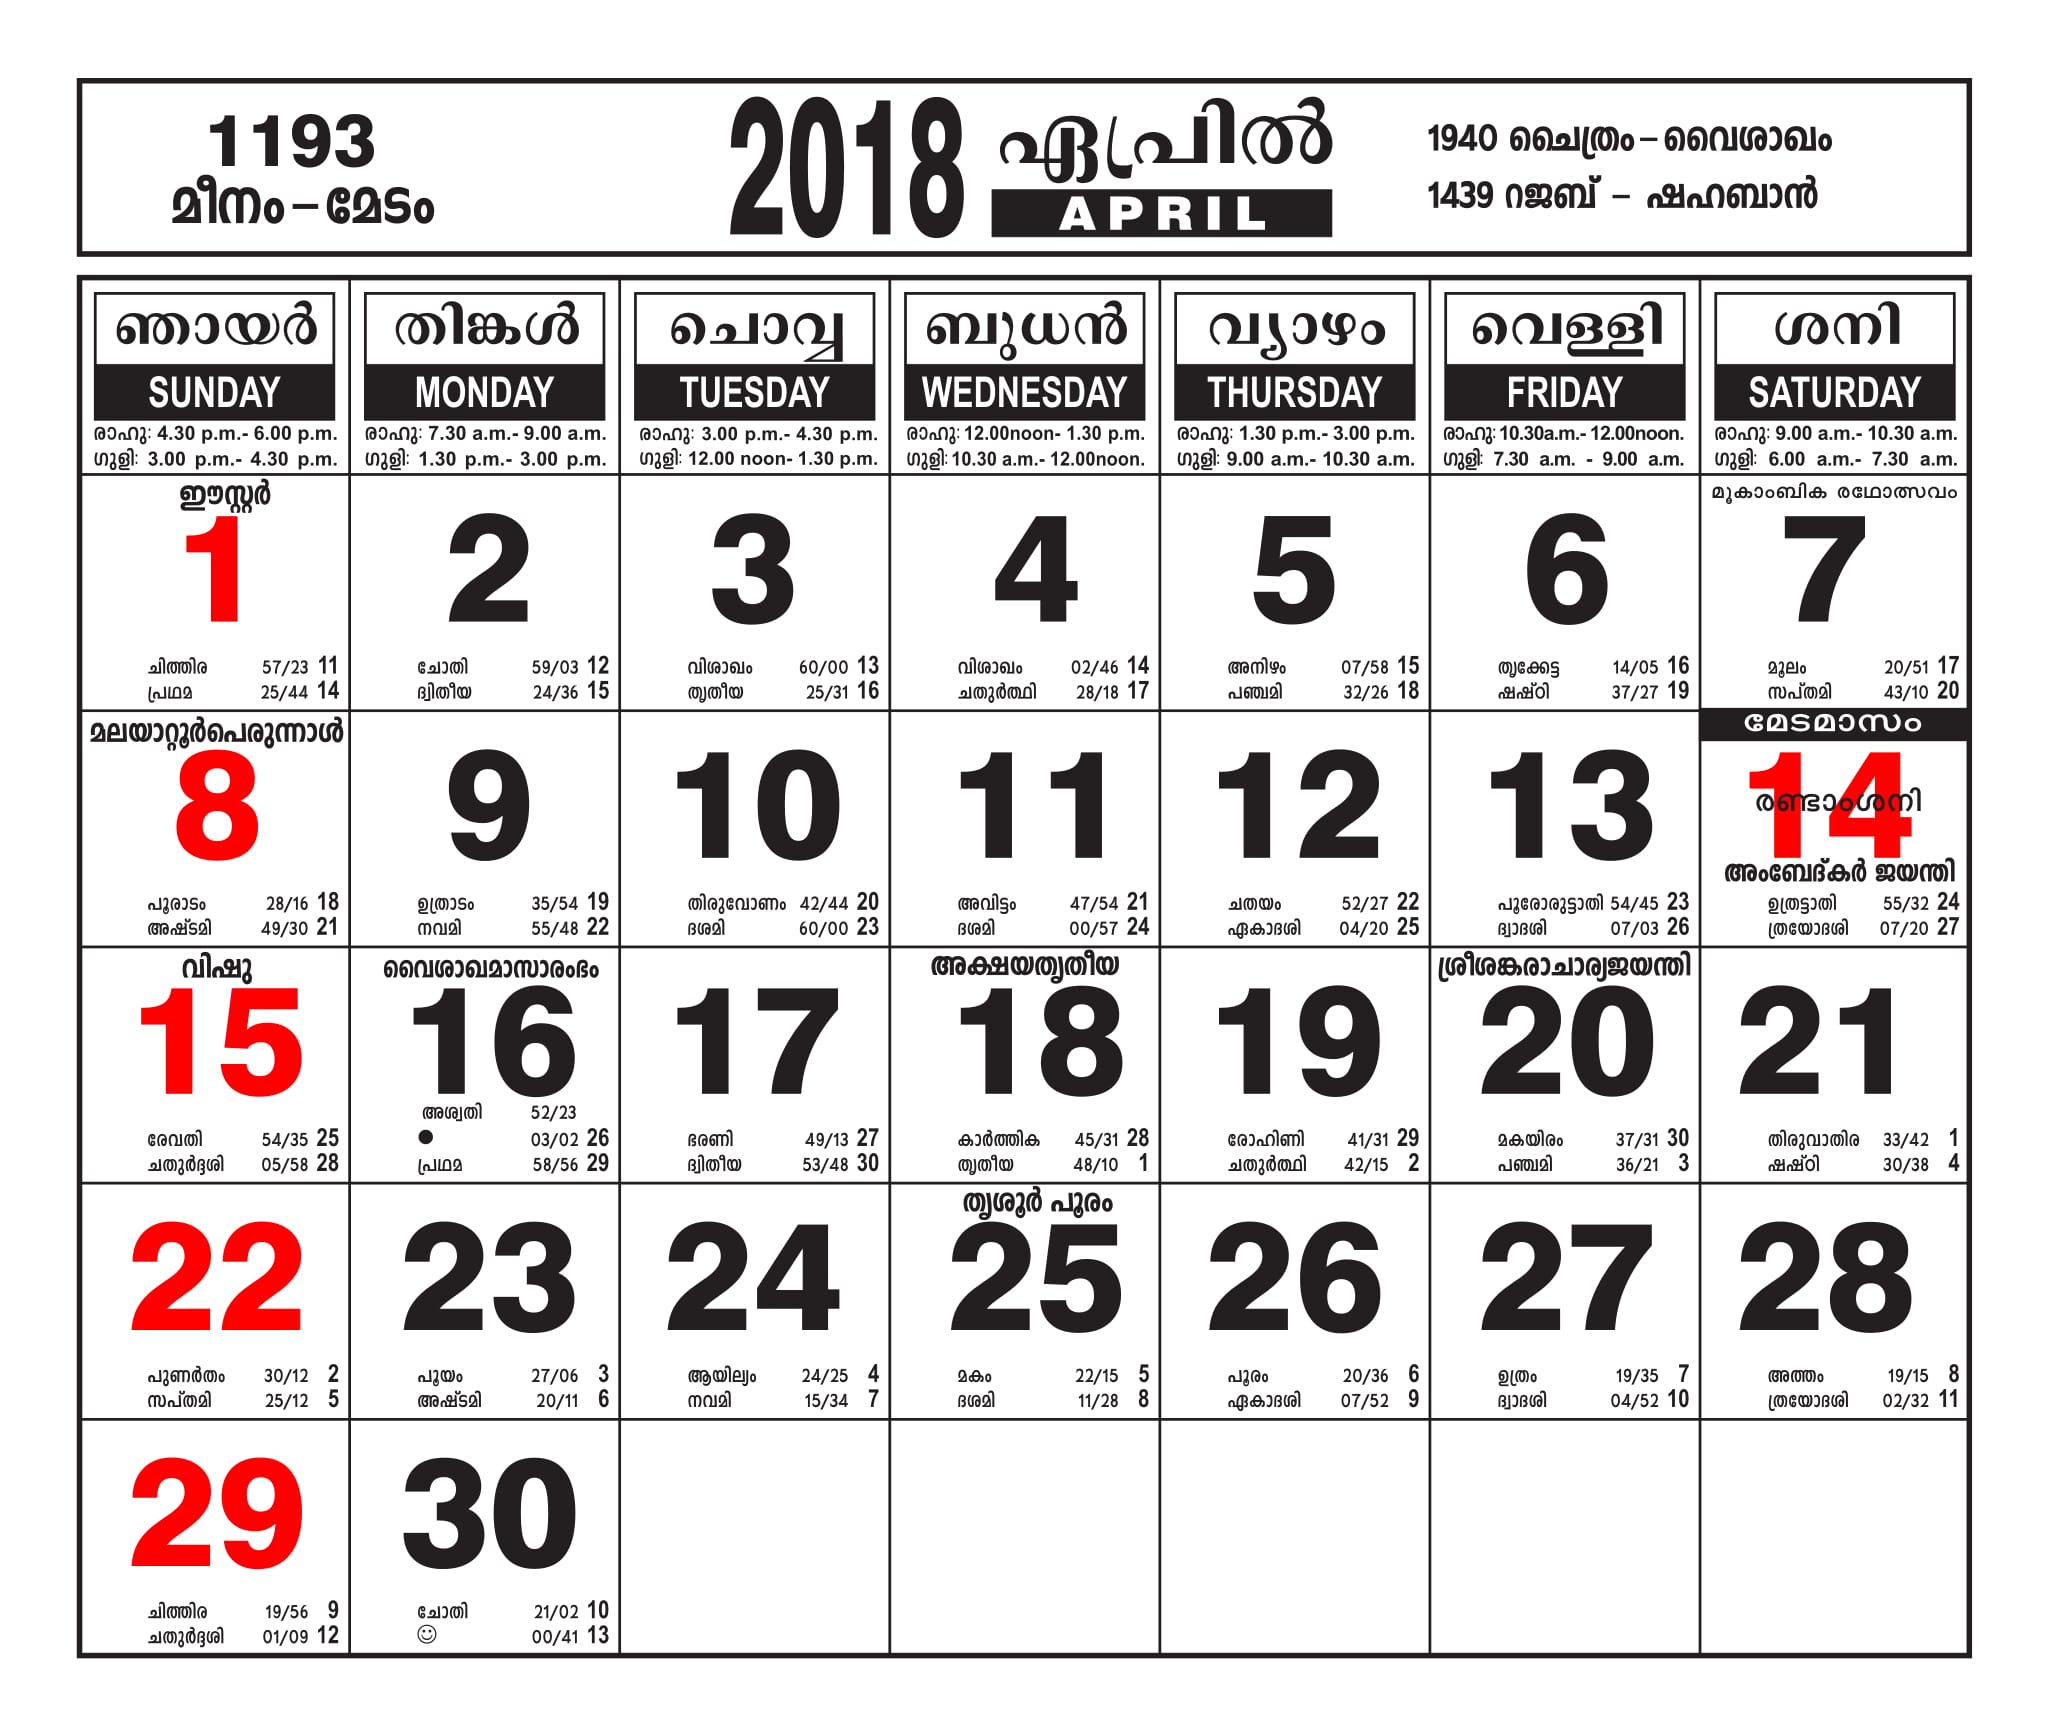 1193
മീനം – മേടം
2018 ഏപ്രിൽ
APRIL
1940 ചൈത്രം – വൈശാഖം
1439 റജബ് – ഷഹബാൻ
ഞായർ തിങ്കൾ ചൊവ്വ ബുധൻ വ്യാഴം വെള്ളി ശനി
SUNDAY MONDAY TUESDAY WEDNESDAY THURSDAY FRIDAY SATURDAY
രാഹു: 4.30 p.m.- 6.00 p.m. രാഹു: 7.30 a.m.- 9.00 a.m. രാഹു: 3.00 p.m.- 4.30 p.m. രാഹു: 12.00noon- 1.30 p.m. രാഹു: 1.30 p.m.- 3.00 p.m. രാഹു: 10.30a.m.- 12.00noon. രാഹു: 9.00 a.m.- 10.30 a.m.
ഗുളി: 3.00 p.m.- 4.30 p.m. ഗുളി: 1.30 p.m.- 3.00 p.m. ഗുളി: 12.00 noon- 1.30 p.m. ഗുളി: 10.30 a.m.- 12.00noon. ഗുളി: 9.00 a.m.- 10.30 a.m. ഗുളി: 7.30 a.m. - 9.00 a.m. ഗുളി: 6.00 a.m.- 7.30 a.m.
ഈസ്റ്റർ മൂകാംബിക രഥോത്സവം
1 2 3 4 5 6 7
ചിത്തിര 57/23 11 ചോതി 59/03 12 വിശാഖം 60/00 13 വിശാഖം 02/46 14 അനിഴം 07/58 15 തൃക്കേട്ട 14/05 16 മൂലം 20/51 17
പ്രഥമ 25/44 14 ദ്വിതീയ 24/36 15 തൃതീയ 25/31 16 ചതുർത്ഥി 28/18 17 പഞ്ചമി 32/26 18 ഷഷ്ഠി 37/27 19 സപ്തമി 43/10 20
മലയാറ്റൂർപെരുന്നാൾ മേടമാസം
8 9 10 11 12 13 14
രണ്ടാംശനി
അംബേദ്കർ ജയന്തി
പൂരാടം 28/16 18 ഉത്രാടം 35/54 19 തിരുവോണം 42/44 20 അവിട്ടം 47/54 21 ചതയം 52/27 22 പൂരോരുട്ടാതി 54/45 23 ഉത്രട്ടാതി 55/32 24
അഷ്ടമി 49/30 21 നവമി 55/48 22 ദശമി 60/00 23 ദശമി 00/57 24 ഏകാദശി 04/20 25 ദ്വാദശി 07/03 26 ത്രയോദശി 07/20 27
വിഷു വൈശാഖമാസാരംഭം അക്ഷയതൃതീയ ശ്രീശങ്കരാചാര്യജയന്തി
15 16 17 18 19 20 21
അശ്വതി 52/23
രേവതി 54/35 25 ● 03/02 26 ഭരണി 49/13 27 കാർത്തിക 45/31 28 രോഹിണി 41/31 29 മകയിരം 37/31 30 തിരുവാതിര 33/42 1
ചതുർദ്ദശി 05/58 28 പ്രഥമ 58/56 29 ദ്വിതീയ 53/48 30 തൃതീയ 48/10 1 ചതുർത്ഥി 42/15 2 പഞ്ചമി 36/21 3 ഷഷ്ഠി 30/38 4
തൃശൂർ പൂരം
22 23 24 25 26 27 28
പുണർതം 30/12 2 പൂയം 27/06 3 ആയില്യം 24/25 4 മകം 22/15 5 പൂരം 20/36 6 ഉത്രം 19/35 7 അത്തം 19/15 8
സപ്തമി 25/12 5 അഷ്ടമി 20/11 6 നവമി 15/34 7 ദശമി 11/28 8 ഏകാദശി 07/52 9 ദ്വാദശി 04/52 10 ത്രയോദശി 02/32 11
29 30
ചിത്തിര 19/56 9 ചോതി 21/02 10
ചതുർദ്ദശി 01/09 12 ☺ 00/41 13